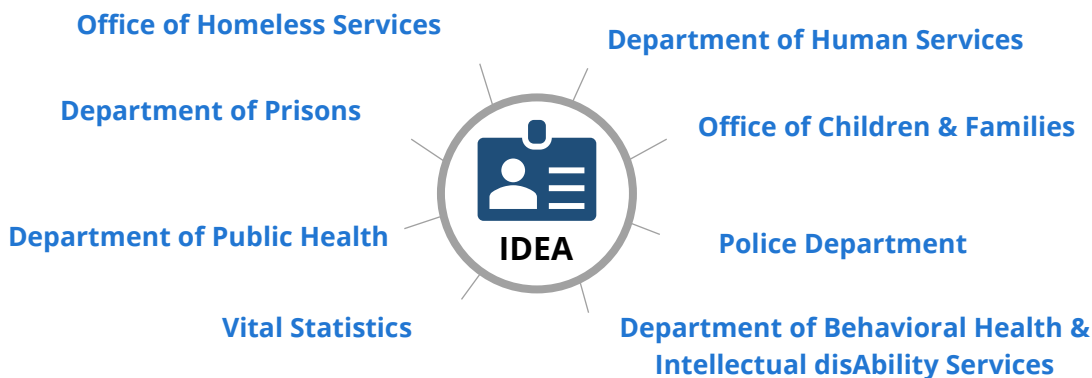 Office of Homeless Services
Department of Human Services
Department of Prisons
Office of Children & Families
IDEA
Department of Public Health
Police Department
Vital Statistics
Department of Behavioral Health &
Intellectual disAbility Services